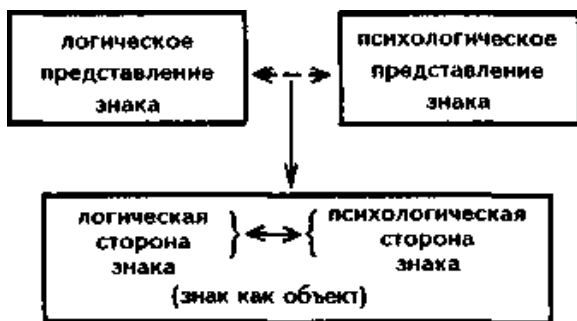 логическое
представление
знака
психологическое
представление
знака
логическая
сторона
знака
психологическая
сторона
знака
(знак как объект)